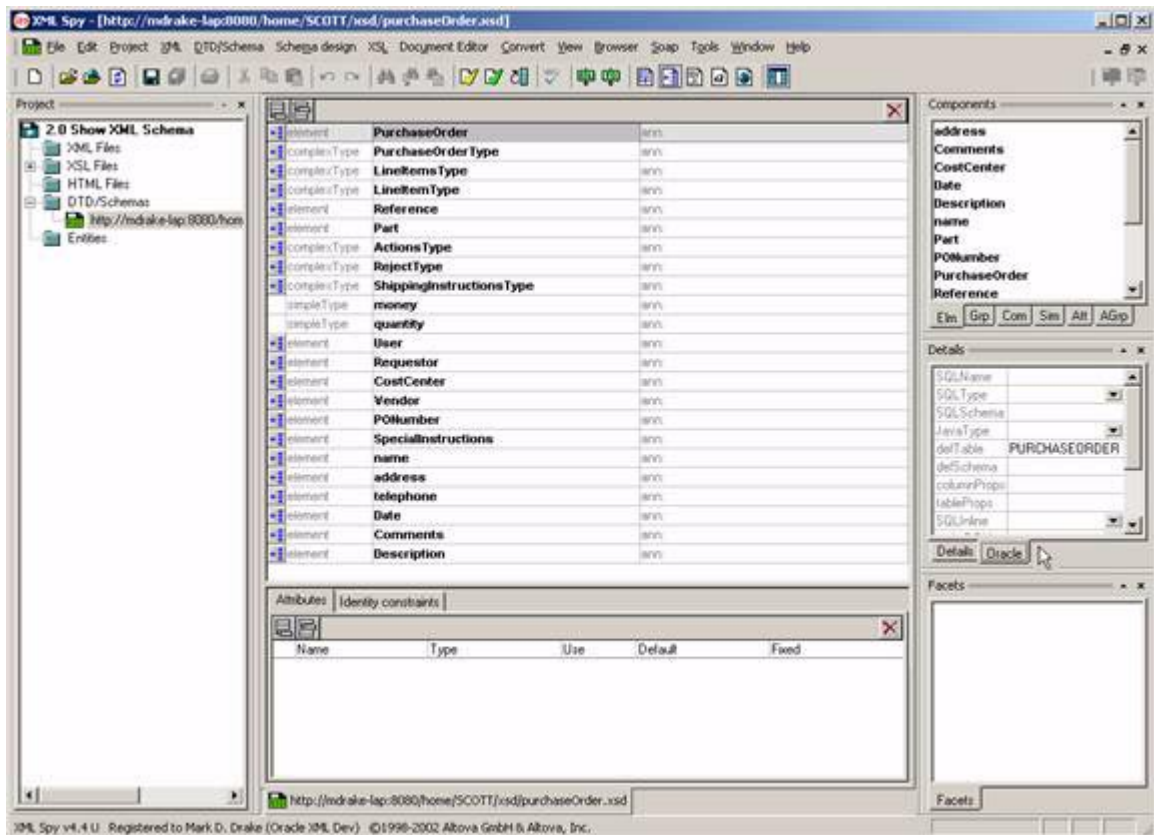 XML Spy - [http://mdrake-lap:8080/home/SCOTT/xsd/purchaseOrder.xsd]
File Edit Project XML DTD/Schema Schema design XSL Document Editor Convert View Browser Soap Tools Window Help
Project
2.0 Show XML Schema
XML Files
XSL Files
HTML Files
DTD/Schemas
http://mdrake-lap:8080/hom
Entities
element PurchaseOrder ann:
complexType PurchaseOrderType ann:
complexType LineItemsType ann:
complexType LineItemType ann:
element Reference ann:
element Part ann:
complexType ActionsType ann:
complexType RejectType ann:
complexType ShippingInstructionsType ann:
simpleType money ann:
simpleType quantity ann:
element User ann:
element Requestor ann:
element CostCenter ann:
element Vendor ann:
element PONumber ann:
element SpecialInstructions ann:
element name ann:
element address ann:
element telephone ann:
element Date ann:
element Comments ann:
element Description ann:
Attributes Identity constraints
Name Type Use Default Fixed
http://mdrake-lap:8080/home/SCOTT/xsd/purchaseOrder.xsd
Components
address
Comments
CostCenter
Date
Description
name
Part
PONumber
PurchaseOrder
Reference
Elm Grp Com Sim Att AGrp
Details
SQLName
SQLType
SQLSchema
JavaType
defTable PURCHASEORDER
defSchema
columnProps
tableProps
SQLInline
Details Oracle
Facets
Facets
XML Spy v4.4 U Registered to Mark D. Drake (Oracle XML Dev) ©1998-2002 Altova GmbH & Altova, Inc.